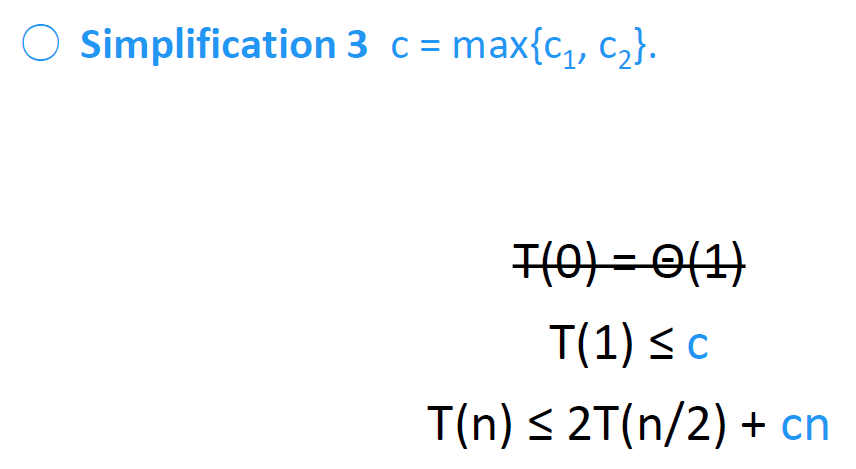 Simplification 3 c = max{c₁, c₂}.
T(0) = Θ(1)
T(1) ≤ c
T(n) ≤ 2T(n/2) + cn